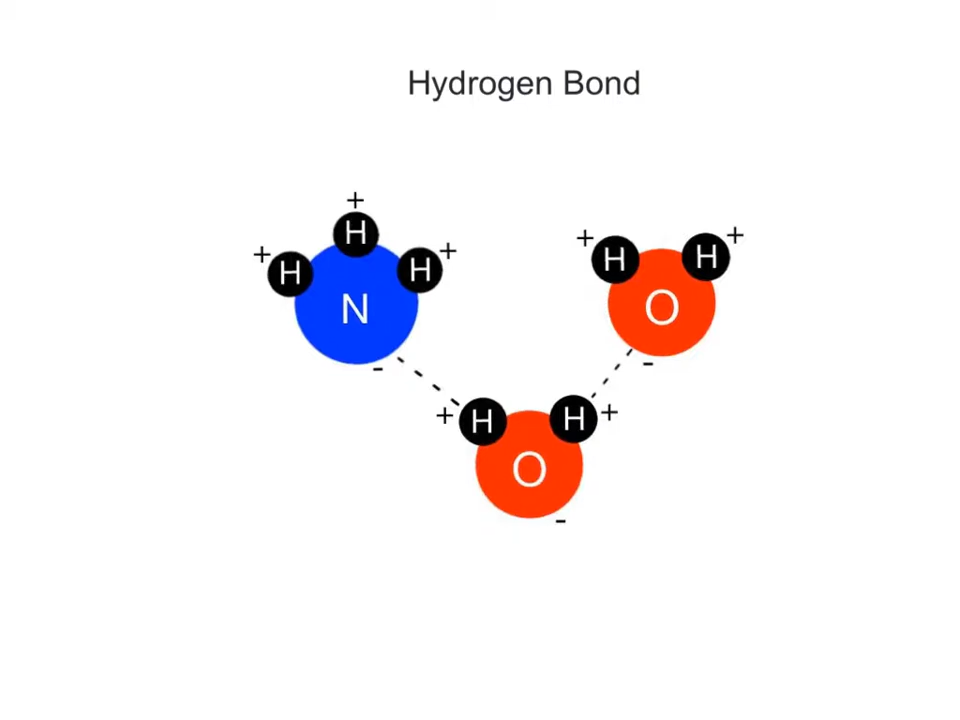 Hydrogen Bond
+
+ H +
H H
N
-
+ +
H H
O
-
+ H H +
O
-